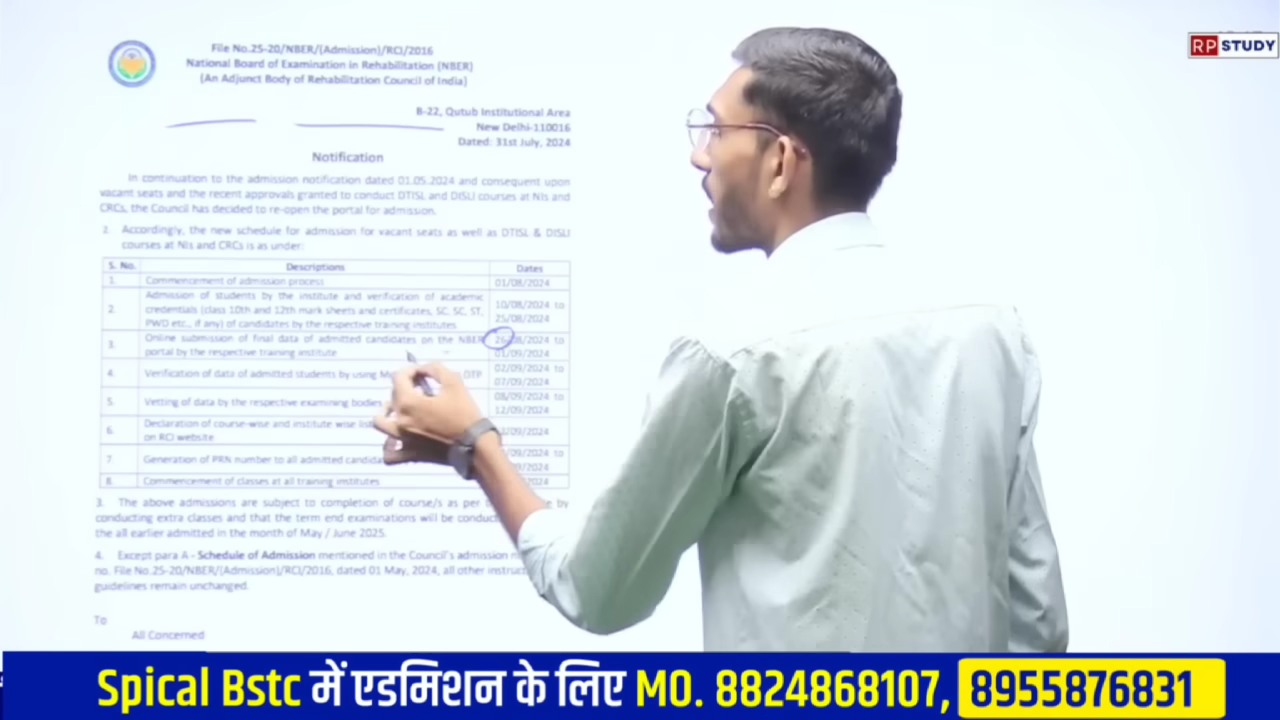 RP STUDY
File No.25-20/NBER/(Admission)/RCI/2016
National Board of Examination in Rehabilitation (NBER)
(An Adjunct Body of Rehabilitation Council of India)
B-22, Qutub Institutional Area
New Delhi-110016
Dated: 31st July, 2024
Notification
In continuation to the admission notification dated 01.05.2024 and consequent upon
vacant seats and the recent approvals granted to conduct DTISL and DISLI courses at NIs and
CRCs, the Council has decided to re-open the portal for admission.
2. Accordingly, the new schedule for admission for vacant seats as well as DTISL & DISLI
courses at NIs and CRCs is as under:
S. No. Descriptions Dates
1. Commencement of admission process 01/08/2024
2. Admission of students by the institute and verification of academic
credentials (class 10th and 12th mark sheets and certificates, SC, SC, ST,
PWD etc., if any) of candidates by the respective training institutes
10/08/2024 to
25/08/2024
3. Online submission of final data of admitted candidates on the NBER
portal by the respective training institute
26/08/2024 to
01/09/2024
4. Verification of data of admitted students by using OTP
02/09/2024 to
07/09/2024
5. Vetting of data by the respective examining bodies
08/09/2024 to
12/09/2024
6. Declaration of course-wise and institute wise
on RCI website
/09/2024
7. Generation of PRN number to all admitted
/09/2024 to
/2024
8. Commencement of classes at all training institutes 2024
3. The above admissions are subject to completion of course/s as per by
conducting extra classes and that the term end examinations will be
the all earlier admitted in the month of May / June 2025.
4. Except para A - Schedule of Admission mentioned in the Council's admission
no. File No.25-20/NBER/(Admission)/RCI/2016, dated 01 May, 2024, all other
guidelines remain unchanged.
To
All Concerned
Spical Bstc में एडमिशन के लिए MO. 8824868107, 8955876831